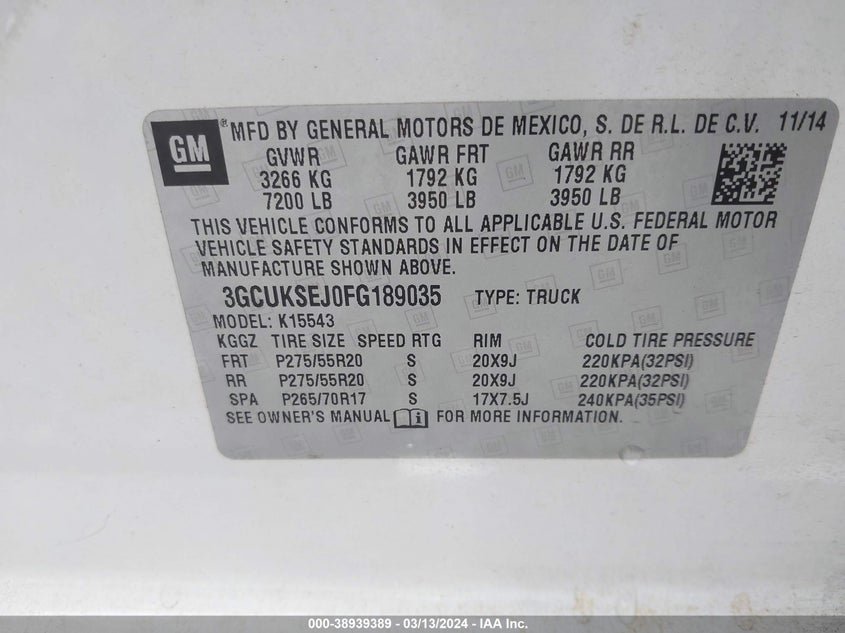 GM® MFD BY GENERAL MOTORS DE MEXICO, S. DE R.L. DE C.V. 11/14
GVWR GAWR FRT GAWR RR
3266 KG 1792 KG 1792 KG
7200 LB 3950 LB 3950 LB
THIS VEHICLE CONFORMS TO ALL APPLICABLE U.S. FEDERAL MOTOR
VEHICLE SAFETY STANDARDS IN EFFECT ON THE DATE OF
MANUFACTURE SHOWN ABOVE.
3GCUKSEJ0FG189035 TYPE: TRUCK
MODEL: K15543
KGGZ TIRE SIZE SPEED RTG RIM COLD TIRE PRESSURE
FRT P275/55R20 S 20X9J 220KPA(32PSI)
RR P275/55R20 S 20X9J 220KPA(32PSI)
SPA P265/70R17 S 17X7.5J 240KPA(35PSI)
SEE OWNER'S MANUAL FOR MORE INFORMATION.
000-38939389 - 03/13/2024 - IAA Inc.